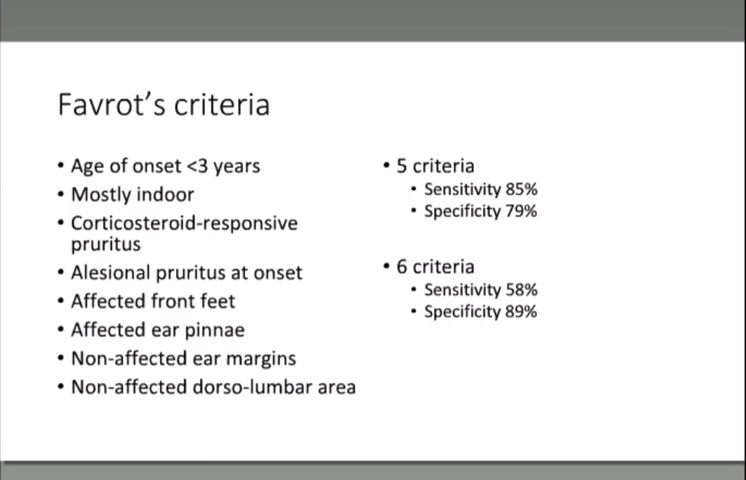 Favrot's criteria
• Age of onset <3 years
• Mostly indoor
• Corticosteroid-responsive
pruritus
• Alesional pruritus at onset
• Affected front feet
• Affected ear pinnae
• Non-affected ear margins
• Non-affected dorso-lumbar area
• 5 criteria
• Sensitivity 85%
• Specificity 79%
• 6 criteria
• Sensitivity 58%
• Specificity 89%